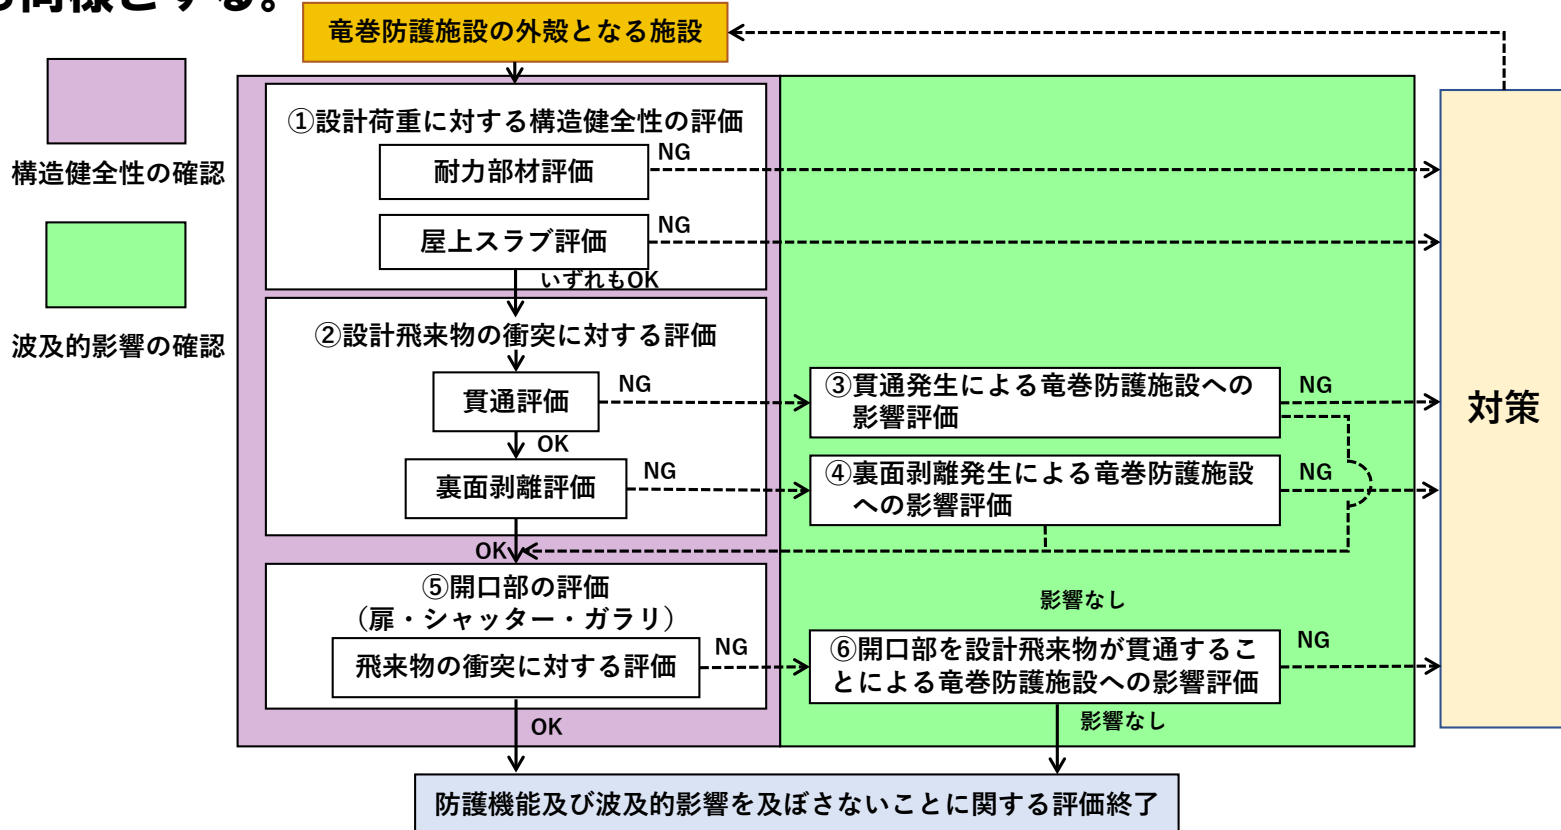 も同様とする。
竜巻防護施設の外殻となる施設
構造健全性の確認
波及的影響の確認
①設計荷重に対する構造健全性の評価
耐力部材評価
NG
屋上スラブ評価
NG
いずれもOK
②設計飛来物の衝突に対する評価
貫通評価
NG
③貫通発生による竜巻防護施設への
影響評価
NG
対策
OK
裏面剥離評価
NG
④裏面剥離発生による竜巻防護施設
への影響評価
NG
OK
⑤開口部の評価
（扉・シャッター・ガラリ）
影響なし
飛来物の衝突に対する評価
NG
⑥開口部を設計飛来物が貫通するこ
とによる竜巻防護施設への影響評価
NG
OK
影響なし
防護機能及び波及的影響を及ぼさないことに関する評価終了